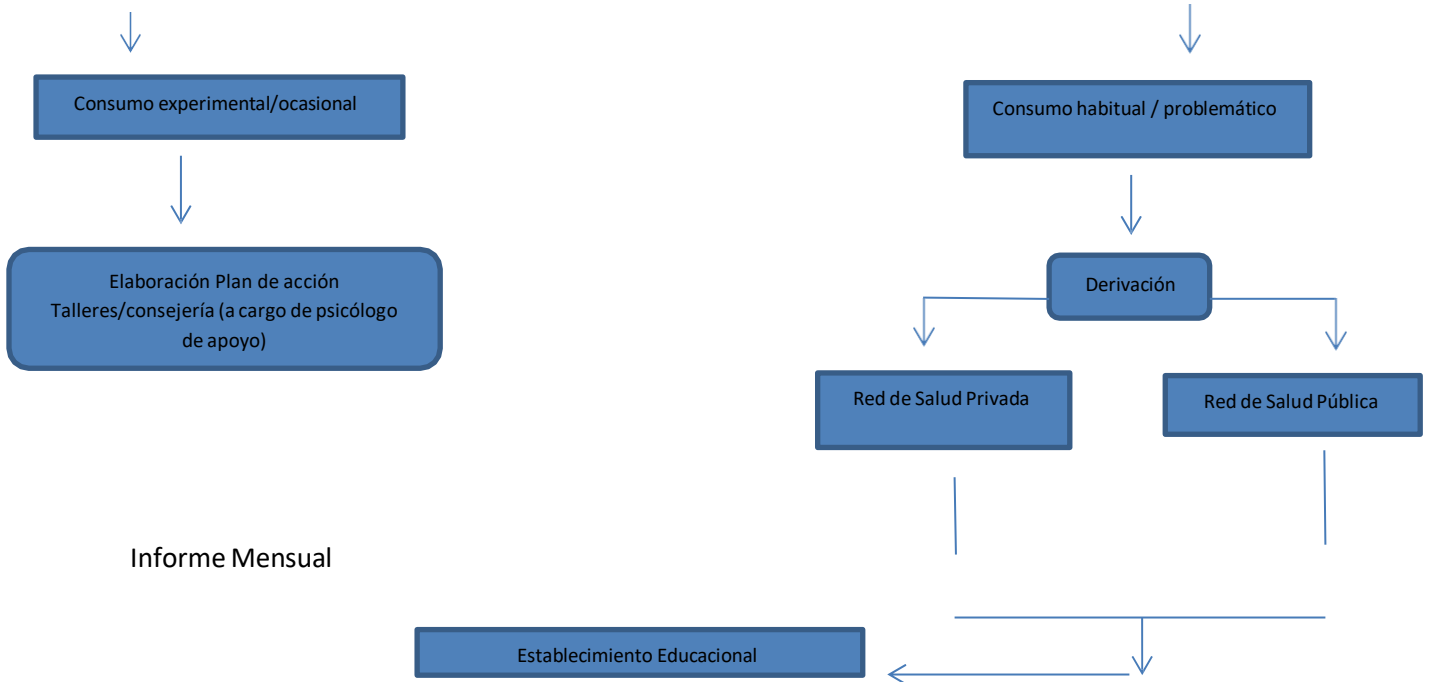 Consumo experimental/ocasional
Consumo habitual / problemático
Elaboración Plan de acción
Talleres/consejería (a cargo de psicólogo
de apoyo)
Derivación
Red de Salud Privada
Red de Salud Pública
Informe Mensual
Establecimiento Educacional